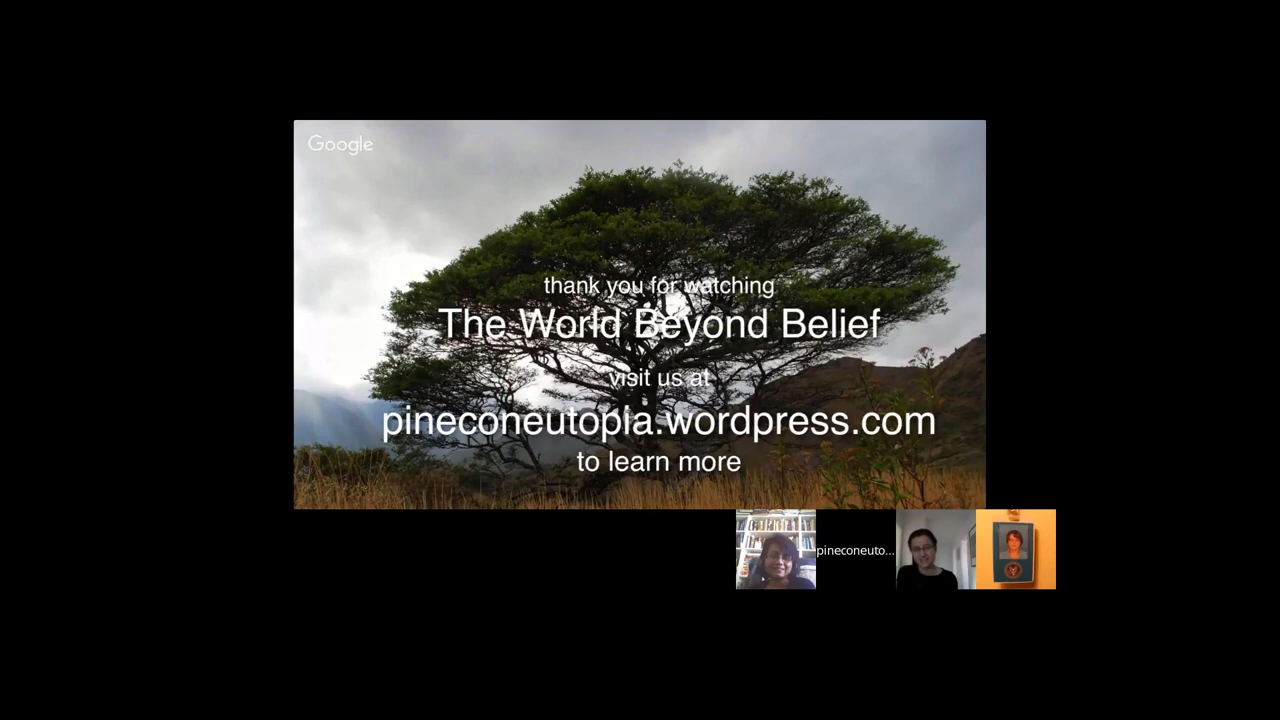 Google
thank you for watching
The World Beyond Belief
visit us at
pineconeutopia.wordpress.com
to learn more
pineconeuto...